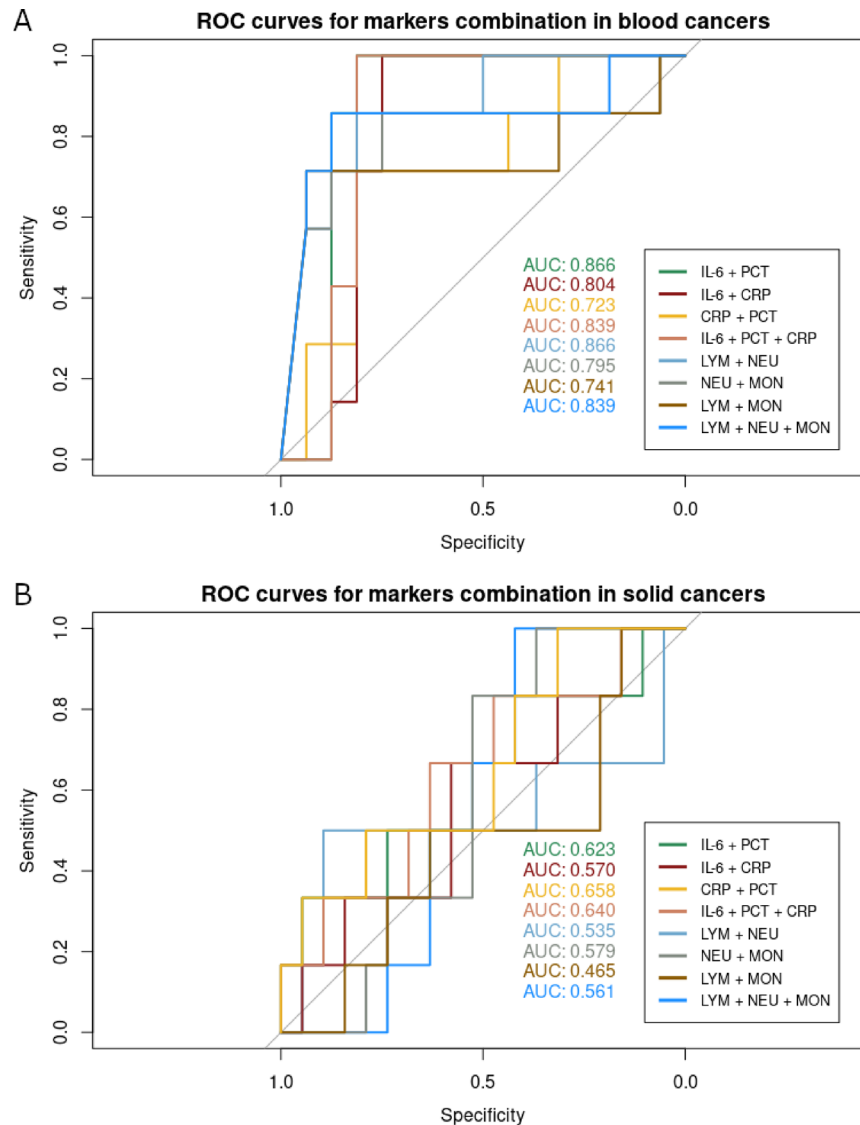 A
ROC curves for markers combination in blood cancers
Sensitivity
1.0
0.8
0.6
0.4
0.2
0.0
AUC: 0.866
AUC: 0.804
AUC: 0.723
AUC: 0.839
AUC: 0.866
AUC: 0.795
AUC: 0.741
AUC: 0.839
IL-6 + PCT
IL-6 + CRP
CRP + PCT
IL-6 + PCT + CRP
LYM + NEU
NEU + MON
LYM + MON
LYM + NEU + MON
1.0 0.5 0.0
Specificity
B
ROC curves for markers combination in solid cancers
Sensitivity
1.0
0.8
0.6
0.4
0.2
0.0
AUC: 0.623
AUC: 0.570
AUC: 0.658
AUC: 0.640
AUC: 0.535
AUC: 0.579
AUC: 0.465
AUC: 0.561
IL-6 + PCT
IL-6 + CRP
CRP + PCT
IL-6 + PCT + CRP
LYM + NEU
NEU + MON
LYM + MON
LYM + NEU + MON
1.0 0.5 0.0
Specificity